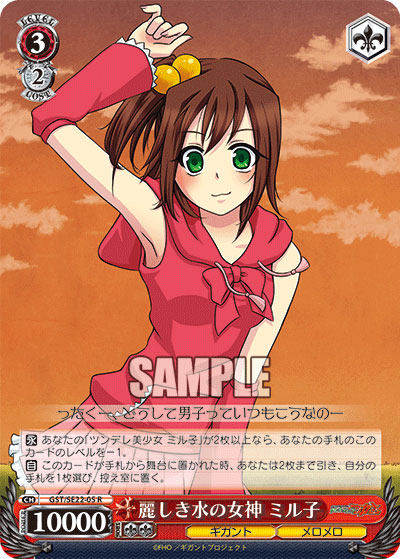 LEVEL
3
2
COST
SAMPLE
ったくー、どうして男子っていつもこうなのー
永 あなたの「ツンデレ美少女 ミル子」が2枚以上なら、あなたの手札のこの
カードのレベルを－1。
自 このカードが手札から舞台に置かれた時、あなたは2枚まで引き、自分の
手札を1枚選び、控え室に置く。
CH GST/SE22-05 R
10000
麗しき水の女神 ミル子
ギガント
メロメロ
©FHO ／ギガントプロジェクト